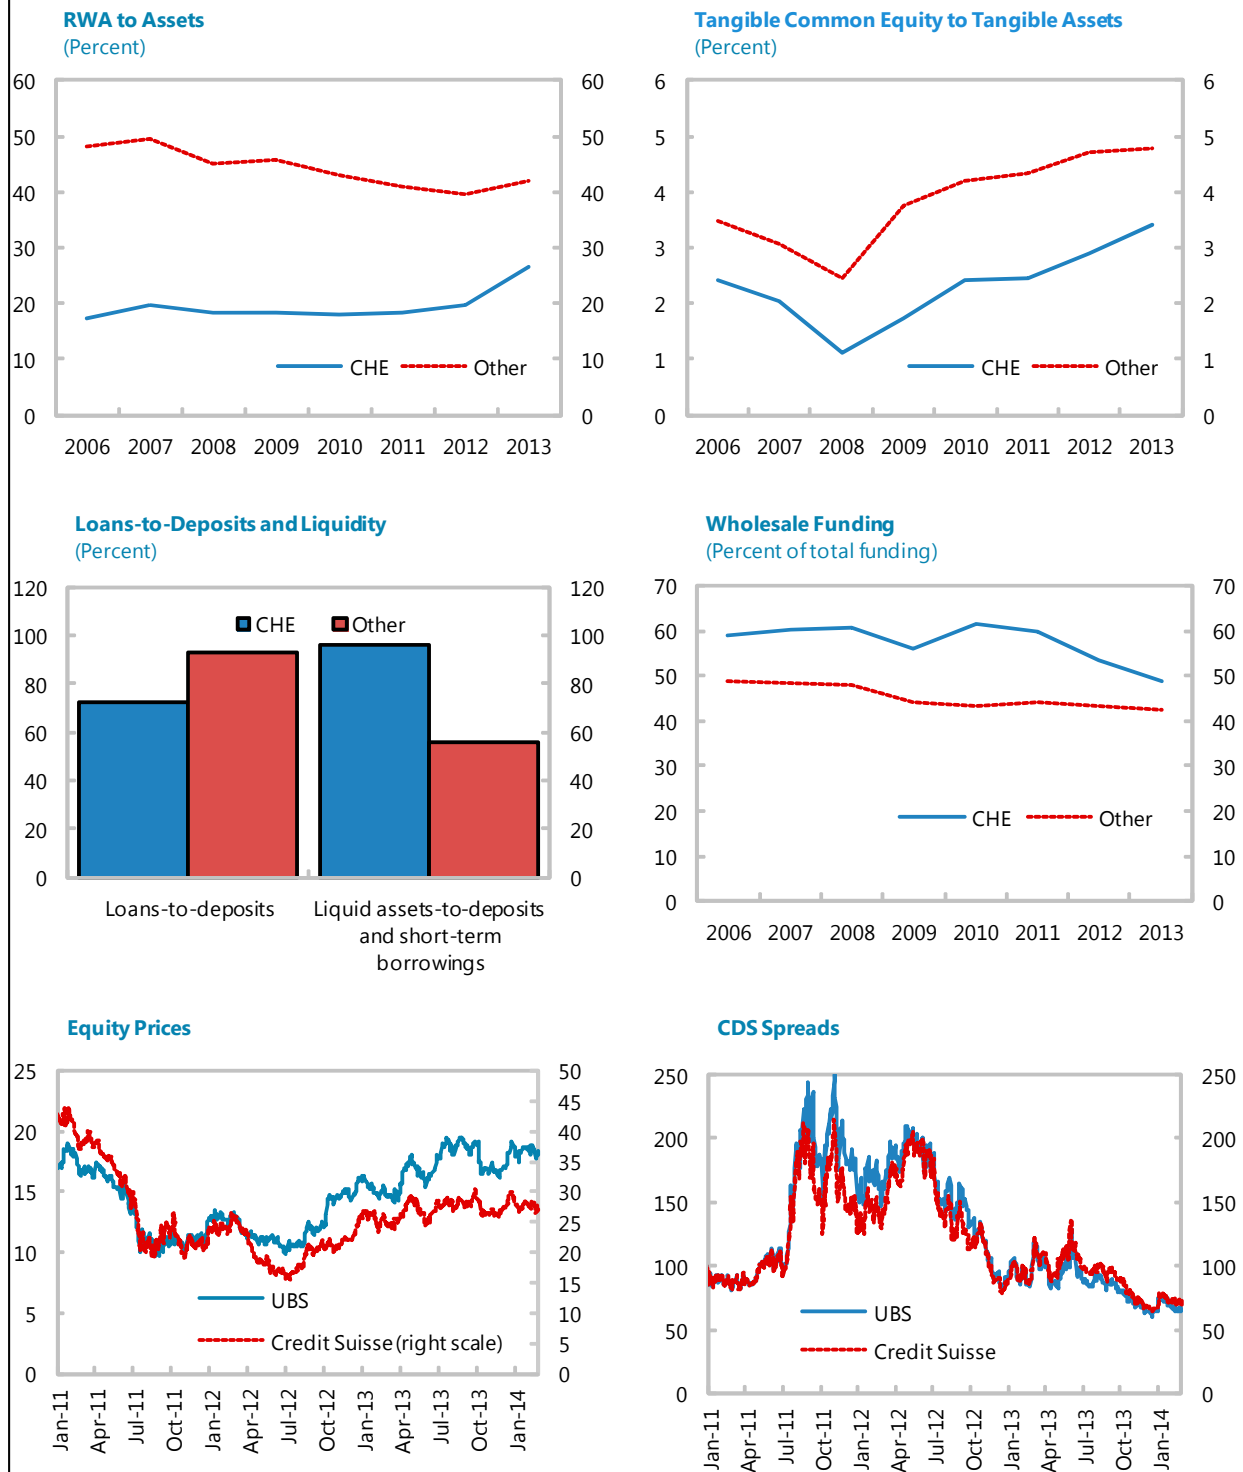 RWA to Assets
(Percent)
60 60
50 50
40 40
30 30
20 20
10 10
0 0
CHE Other
2006 2007 2008 2009 2010 2011 2012 2013
Tangible Common Equity to Tangible Assets
(Percent)
6 6
5 5
4 4
3 3
2 2
1 1
0 0
CHE Other
2006 2007 2008 2009 2010 2011 2012 2013
Loans-to-Deposits and Liquidity
(Percent)
120 120
100 100
80 80
60 60
40 40
20 20
0 0
CHE Other
Loans-to-deposits
Liquid assets-to-deposits
and short-term
borrowings
Wholesale Funding
(Percent of total funding)
70 70
60 60
50 50
40 40
30 30
20 20
10 10
0 0
CHE Other
2006 2007 2008 2009 2010 2011 2012 2013
Equity Prices
25 50
45
20 40
35
15 30
25
10 20
15
5 10
5
0 0
UBS
Credit Suisse (right scale)
Jan-11 Apr-11 Jul-11 Oct-11 Jan-12 Apr-12 Jul-12 Oct-12 Jan-13 Apr-13 Jul-13 Oct-13 Jan-14
CDS Spreads
250 250
200 200
150 150
100 100
50 50
0 0
UBS
Credit Suisse
Jan-11 Apr-11 Jul-11 Oct-11 Jan-12 Apr-12 Jul-12 Oct-12 Jan-13 Apr-13 Jul-13 Oct-13 Jan-14